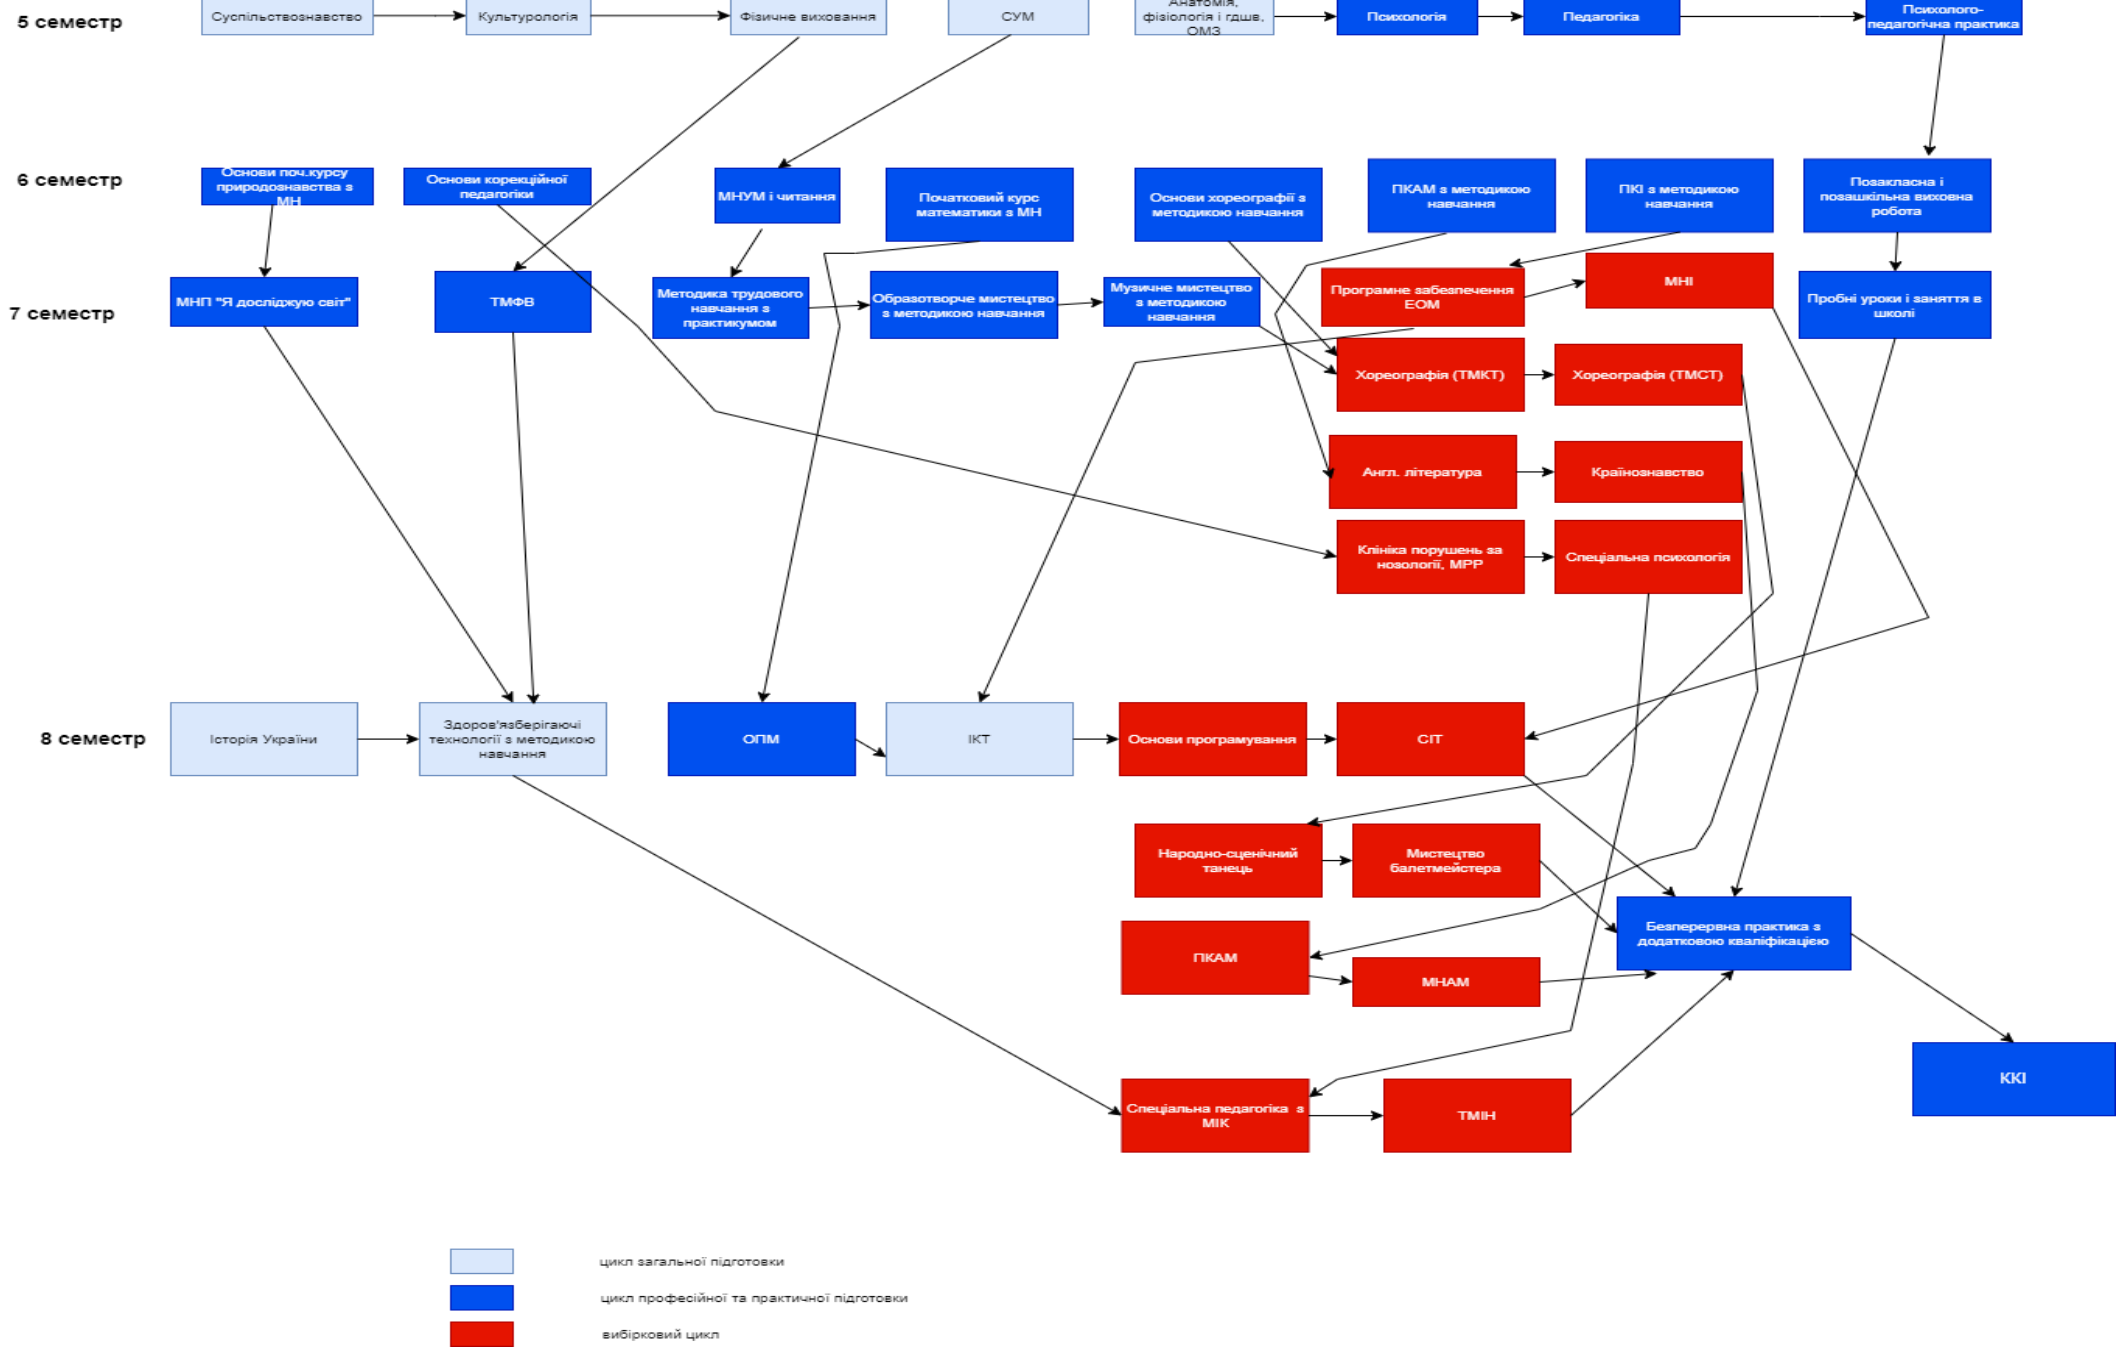 5 семестр
Суспільствознавство
Культурологія
Фізичне виховання
СУМ
Анатомія,
фізіологія і гдшв,
ОМЗ
Психологія
Педагогіка
Психолого-
педагогічна практика
6 семестр
Основи поч.курсу
природознавства з
МН
Основи корекційної
педагогіки
МНУМ і читання
Початковий курс
математики з МН
Основи хореографії з
методикою навчання
ПКАМ з методикою
навчання
ПКІ з методикою
навчання
Позакласна і
позашкільна виховна
робота
7 семестр
МНП "Я досліджую світ"
ТМФВ
Методика трудового
навчання з
практикумом
Образотворче мистецтво
з методикою навчання
Музичне мистецтво
з методикою
навчання
Програмне забезпечення
ЕОМ
МНІ
Пробні уроки і заняття в
школі
Хореографія (ТМКТ)
Хореографія (ТМСТ)
Англ. література
Країнознавство
Клініка порушень за
нозології, МРР
Спеціальна психологія
8 семестр
Історія України
Здоров'язберігаючі
технології з методикою
навчання
ОПМ
ІКТ
Основи програмування
СІТ
Народно-сценічний
танець
Мистецтво
балетмейстера
Безперервна практика з
додатковою кваліфікацією
ПКАМ
МНАМ
ККІ
Спеціальна педагогіка з
МІК
ТМІН
цикл загальної підготовки
цикл професійної та практичної підготовки
вибірковий цикл